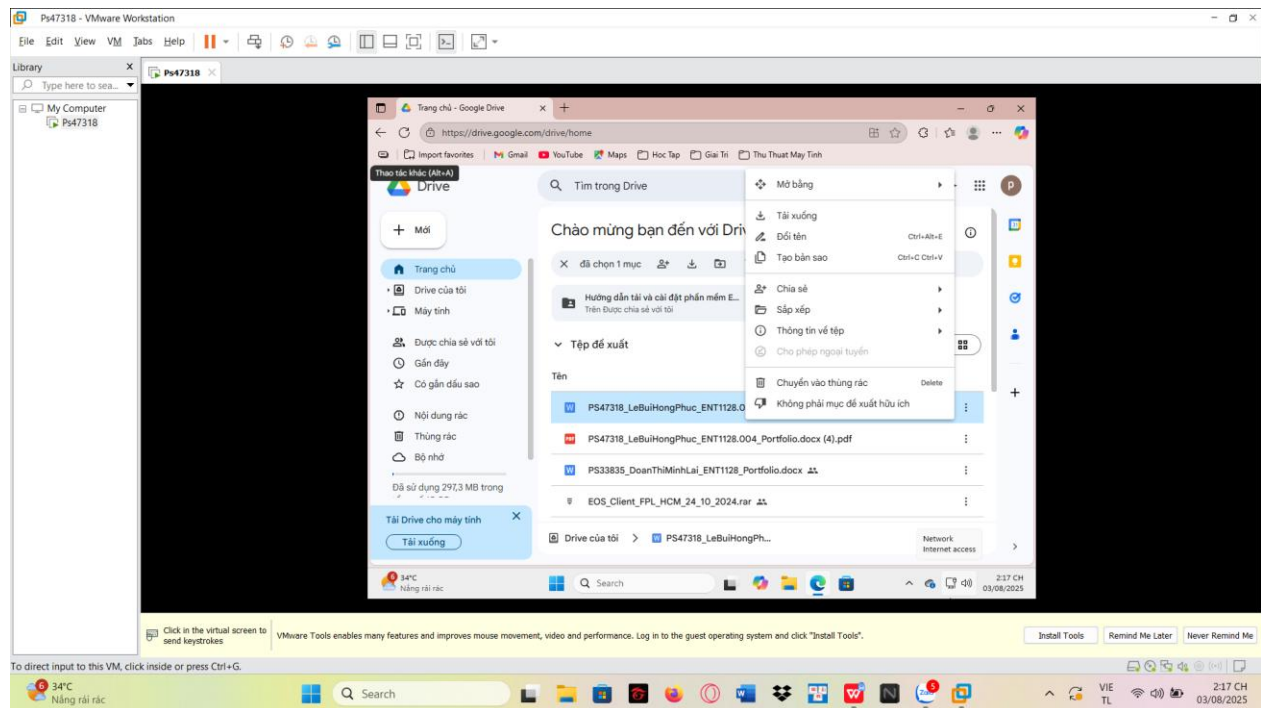 Ps47318 - VMware Workstation
File Edit View VM Tabs Help
Library X
Type here to sea...
My Computer
Ps47318
Ps47318
Trang chủ - Google Drive
https://drive.google.com/drive/home
Import favorites Gmail YouTube Maps Hoc Tap Giai Tri Thu Thuat May Tinh
Thao tác khác (Alt+A)
Drive
Tìm trong Drive
P
Mới
Trang chủ
Drive của tôi
Máy tính
Được chia sẻ với tôi
Gần đây
Có gắn dấu sao
Nội dung rác
Thùng rác
Bộ nhớ
Đã sử dụng 297,3 MB trong
Tải Drive cho máy tính X
Tải xuống
Chào mừng bạn đến với Driv
đã chọn 1 mục
Hướng dẫn tải và cài đặt phần mềm E...
Trên Được chia sẻ với tôi
Tệp đề xuất
Tên
PS47318_LeBuiHongPhuc_ENT1128.0
PS47318_LeBuiHongPhuc_ENT1128.004_Portfolio.docx (4).pdf
PS33835_DoanThiMinhLai_ENT1128_Portfolio.docx
EOS_Client_FPL_HCM_24_10_2024.rar
Drive của tôi > PS47318_LeBuiHongPh...
Mở bằng
Tải xuống
Đổi tên Ctrl+Alt+E
Tạo bản sao Ctrl+C Ctrl+V
Chia sẻ
Sắp xếp
Thông tin về tệp
Cho phép ngoại tuyến
Chuyển vào thùng rác Delete
Không phải mục đề xuất hữu ích
Network
Internet access
34°C
Nắng rải rác
Search
2:17 CH
03/08/2025
Click in the virtual screen to
send keystrokes
VMware Tools enables many features and improves mouse movement, video and performance. Log in to the guest operating system and click "Install Tools".
Install Tools Remind Me Later Never Remind Me
To direct input to this VM, click inside or press Ctrl+G.
34°C
Nắng rải rác
Search
VIE
TL
2:17 CH
03/08/2025